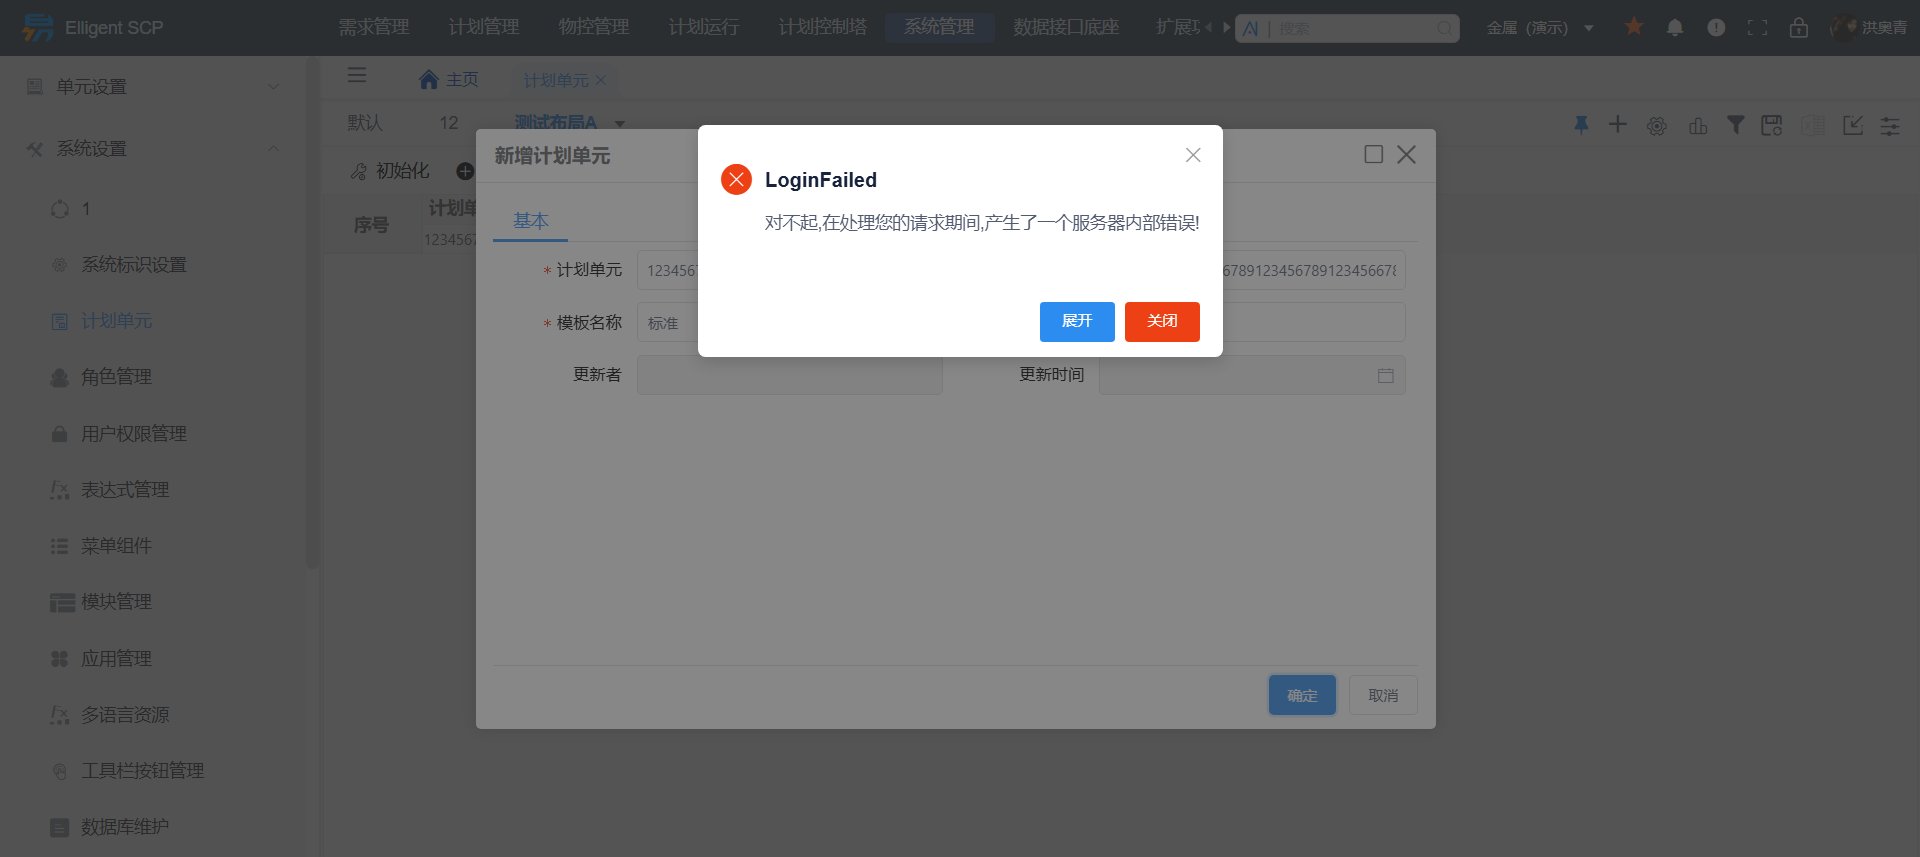 Elligent SCP
需求管理
计划管理
物控管理
计划运行
计划控制塔
系统管理
数据接口底座
扩展
AI | 搜索
金属（演示）
洪奥青
单元设置
系统设置
1
系统标识设置
计划单元
角色管理
用户权限管理
表达式管理
菜单组件
模块管理
应用管理
多语言资源
工具栏按钮管理
数据库维护
主页
计划单元
默认
12
测试布局A
初始化
序号
计划单
1234567
新增计划单元
基本
* 计划单元
123456
6789123456789123456678
* 模板名称
标准
更新者
更新时间
确定
取消
LoginFailed
对不起,在处理您的请求期间,产生了一个服务器内部错误!
展开
关闭